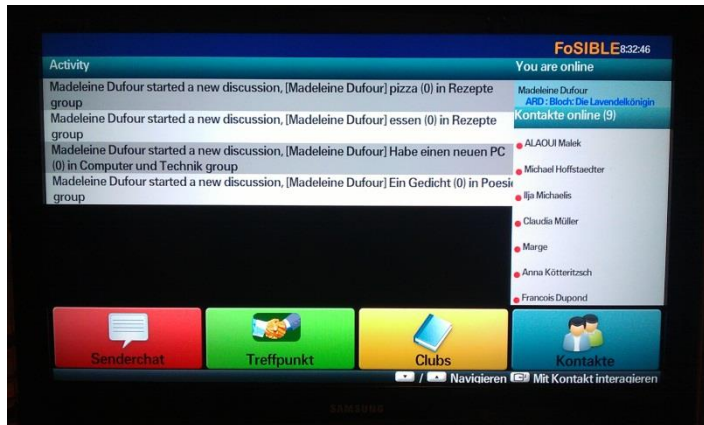 FoSIBLE 8:32:46
Activity
You are online
Madeleine Dufour started a new discussion, [Madeleine Dufour] pizza (0) in Rezepte
group
Madeleine Dufour started a new discussion, [Madeleine Dufour] essen (0) in Rezepte
group
Madeleine Dufour started a new discussion, [Madeleine Dufour] Habe einen neuen PC
(0) in Computer und Technik group
Madeleine Dufour started a new discussion, [Madeleine Dufour] Ein Gedicht (0) in Poesie
group
Madeleine Dufour
ARD : Bloch: Die Lavendelkönigin
Kontakte online (9)
ALAOUI Malek
Michael Hoffstaedter
Ilja Michaelis
Claudia Müller
Marge
Anna Kötteritzsch
Francois Dupond
Senderchat
Treffpunkt
Clubs
Kontakte
/ Navigieren Mit Kontakt interagieren
SAMSUNG